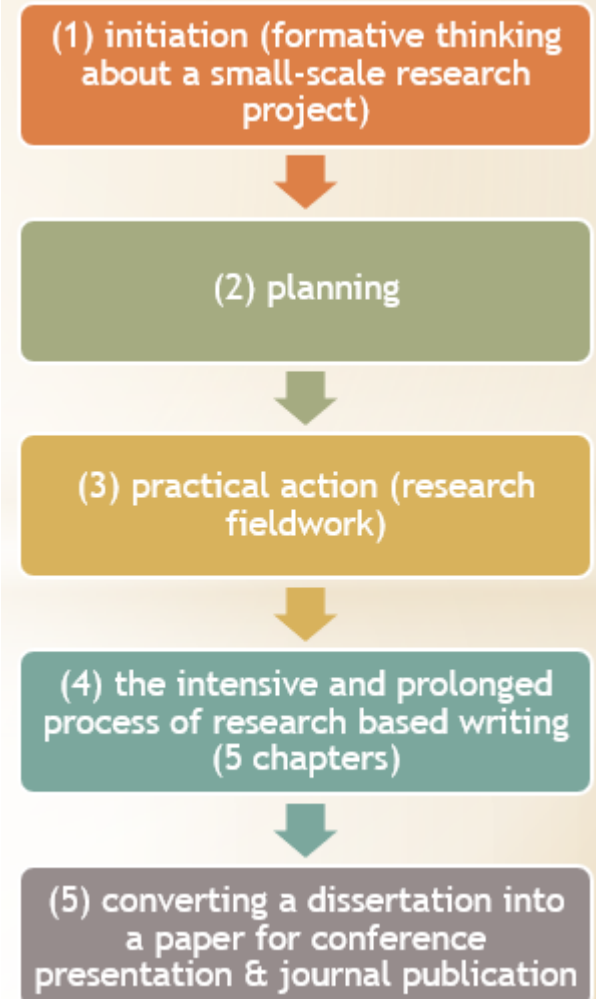 (1) initiation (formative thinking
about a small-scale research
project)
(2) planning
(3) practical action (research
fieldwork)
(4) the intensive and prolonged
process of research based writing
(5 chapters)
(5) converting a dissertation into
a paper for conference
presentation & journal publication